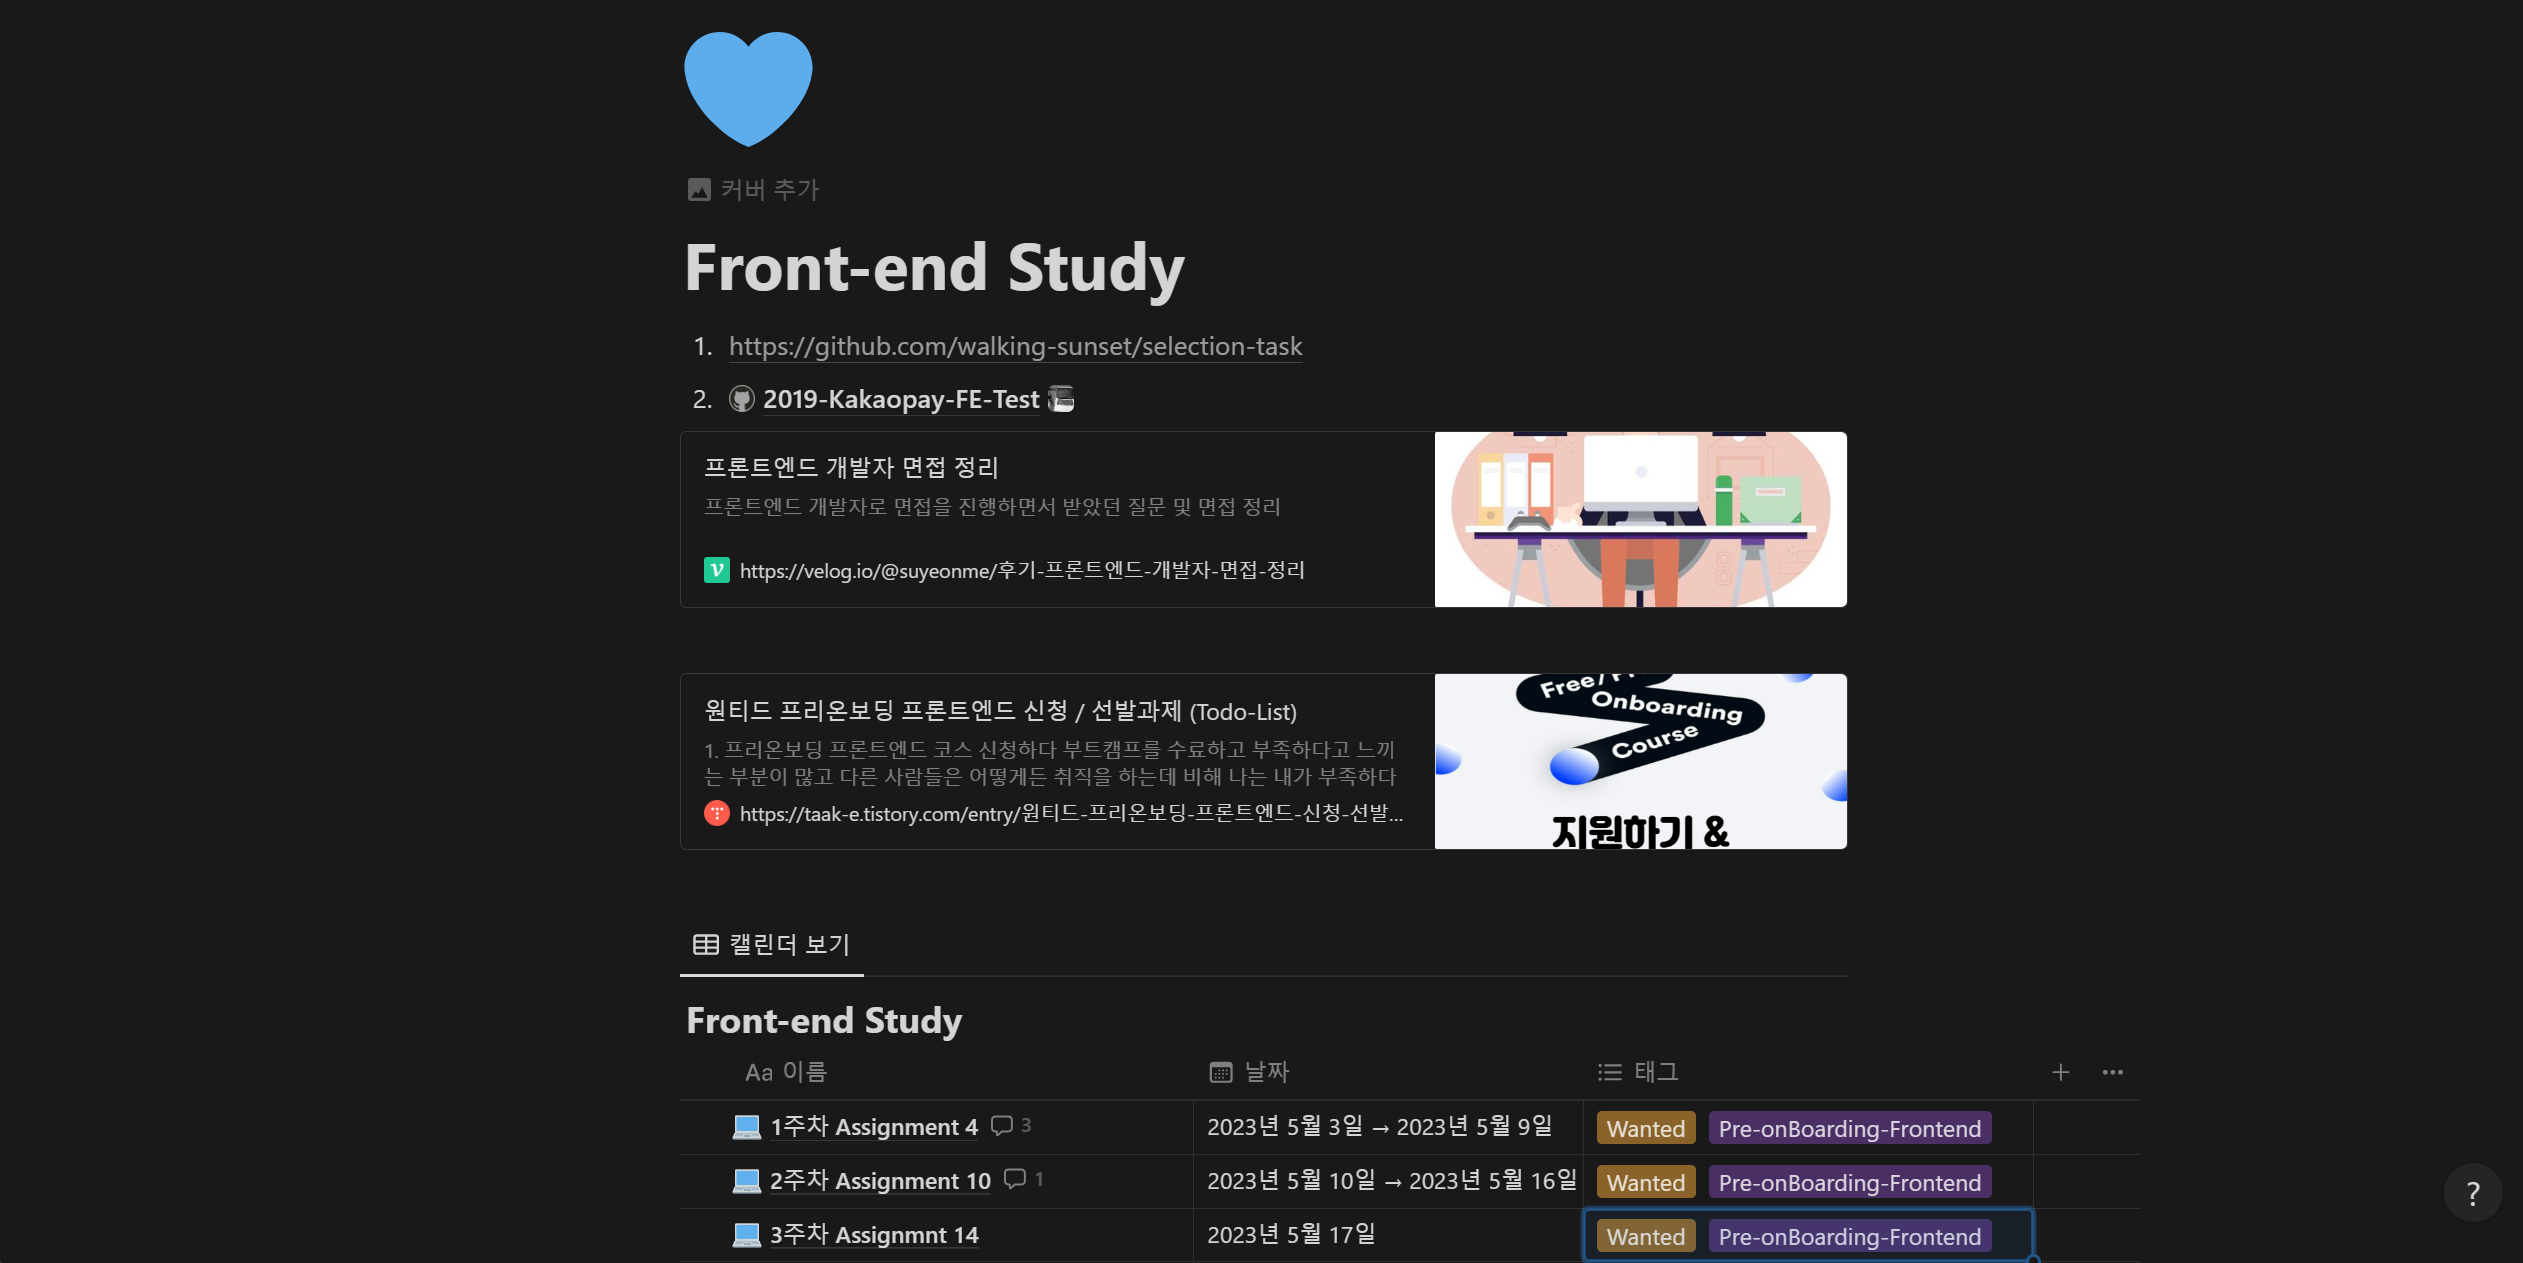 커버 추가
Front-end Study
1. https://github.com/walking-sunset/selection-task
2. 2019-Kakaopay-FE-Test
프론트엔드 개발자 면접 정리
프론트엔드 개발자로 면접을 진행하면서 받았던 질문 및 면접 정리
https://velog.io/@suyeonme/후기-프론트엔드-개발자-면접-정리
원티드 프리온보딩 프론트엔드 신청 / 선발과제 (Todo-List)
1. 프리온보딩 프론트엔드 코스 신청하다 부트캠프를 수료하고 부족하다고 느끼
는 부분이 많고 다른 사람들은 어떻게든 취직을 하는데 비해 나는 내가 부족하다
https://taak-e.tistory.com/entry/원티드-프리온보딩-프론트엔드-신청-선발...
Free/
Onboarding
Course
지원하기 &
캘린더 보기
Front-end Study
Aa 이름 날짜 태그
1주차 Assignment 4 3 2023년 5월 3일 → 2023년 5월 9일 Wanted Pre-onBoarding-Frontend
2주차 Assignment 10 1 2023년 5월 10일 → 2023년 5월 16일 Wanted Pre-onBoarding-Frontend
3주차 Assignmnt 14 2023년 5월 17일 Wanted Pre-onBoarding-Frontend
?